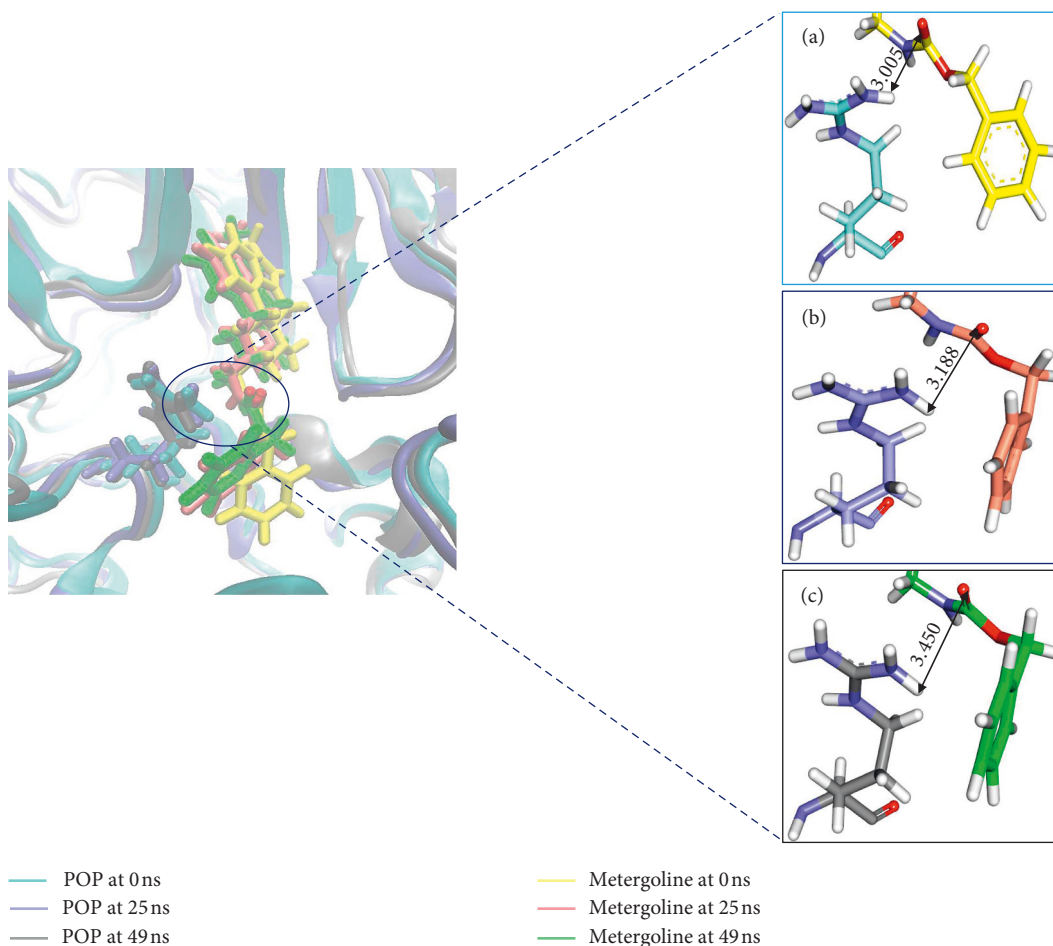 (a)
3.005
(b)
3.188
(c)
3.450
POP at 0 ns
POP at 25 ns
POP at 49 ns
Metergoline at 0 ns
Metergoline at 25 ns
Metergoline at 49 ns